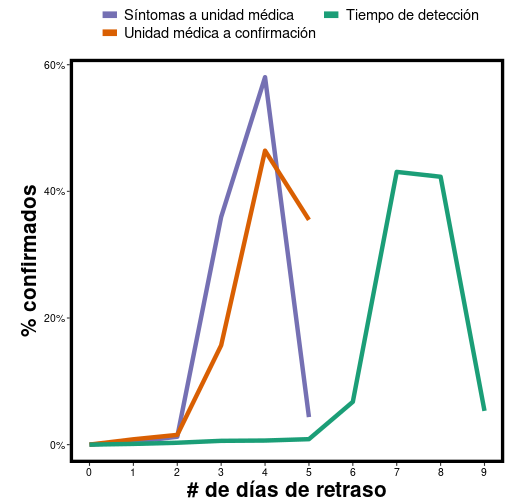 Síntomas a unidad médica
Tiempo de detección
Unidad médica a confirmación
60%
40%
20%
0%
% confirmados
0 1 2 3 4 5 6 7 8 9
# de días de retraso